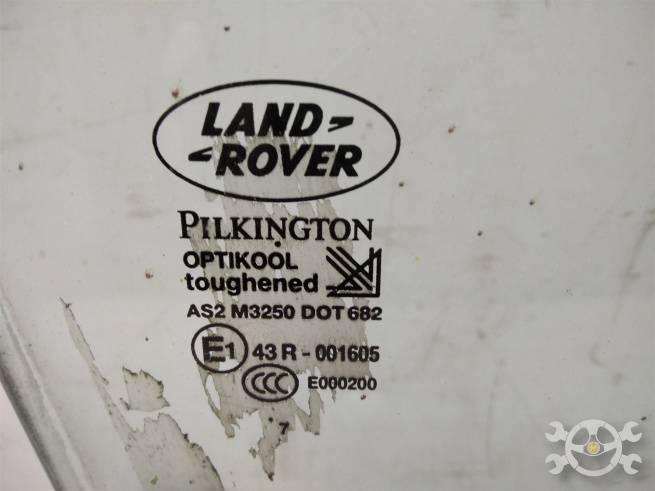 LAND
ROVER
PILKINGTON
OPTIKOOL
toughened
AS2 M3250 DOT 682
E1 43 R - 001605
CCC E000200
7